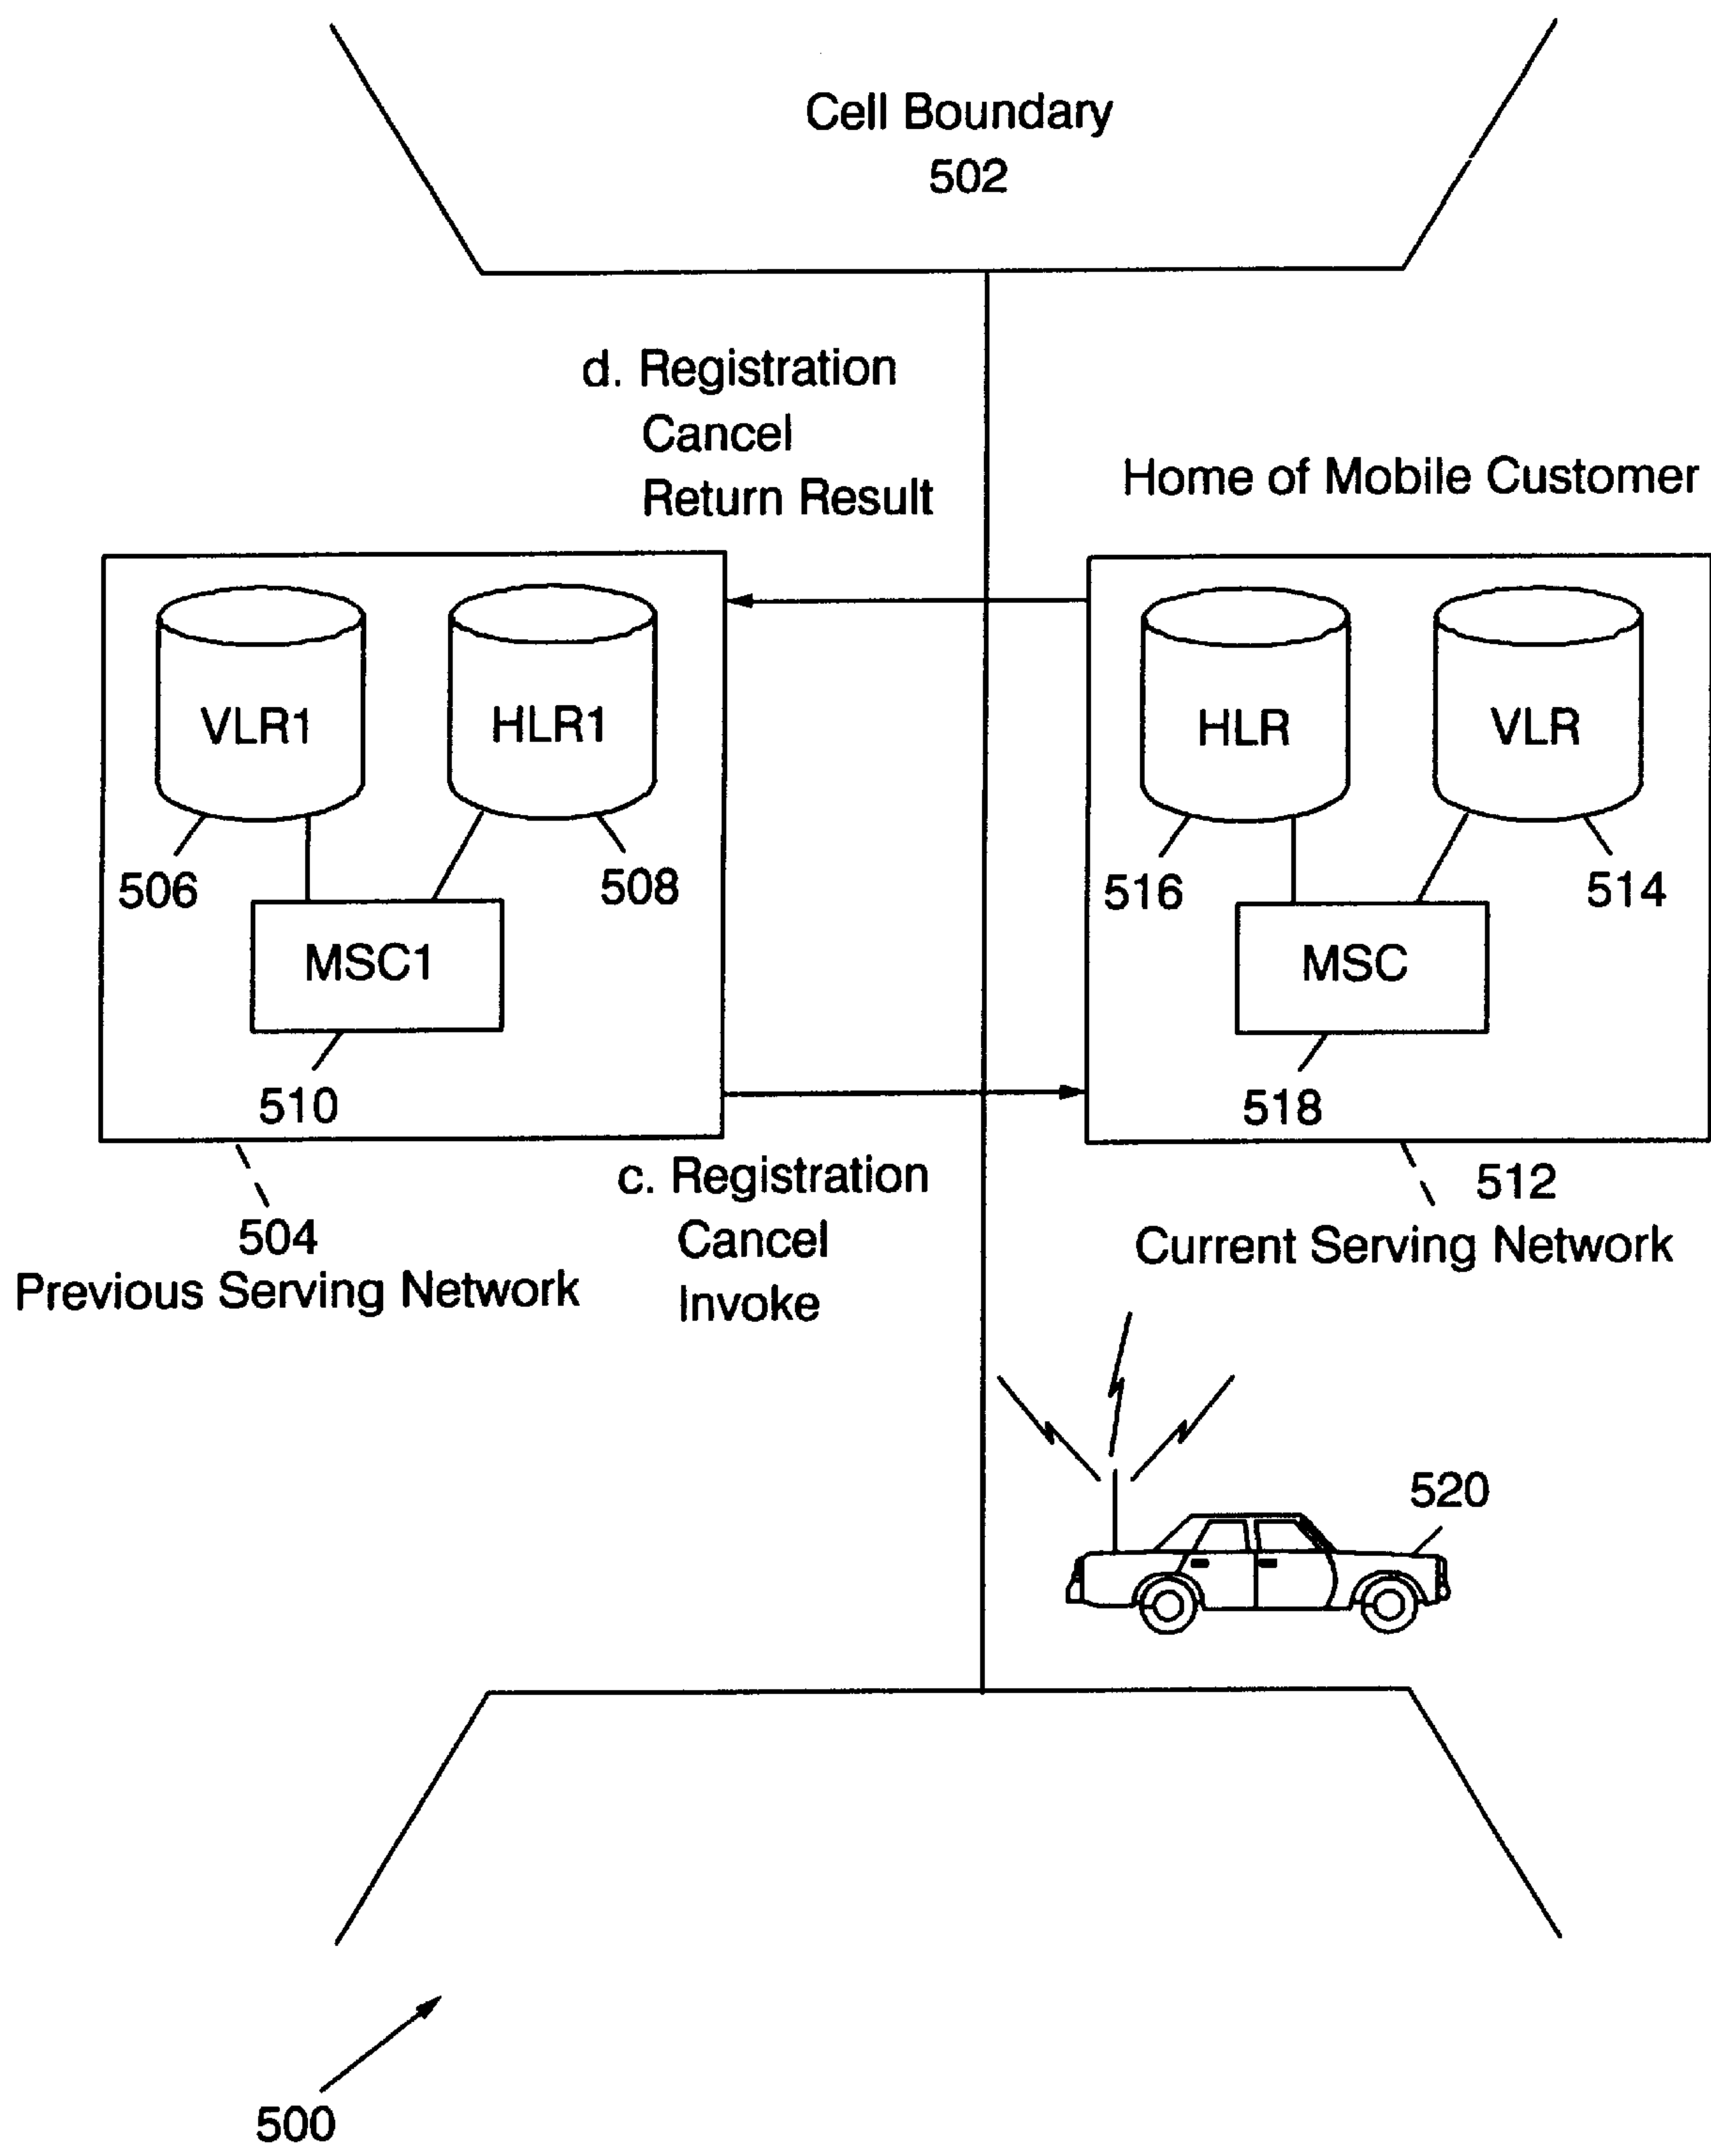 Cell Boundary
502
d. Registration
Cancel
Return Result
Home of Mobile Customer
VLR1
HLR1
HLR
VLR
506
508
516
514
MSC1
MSC
510
518
c. Registration
Cancel
Invoke
504
Previous Serving Network
512
Current Serving Network
520
500